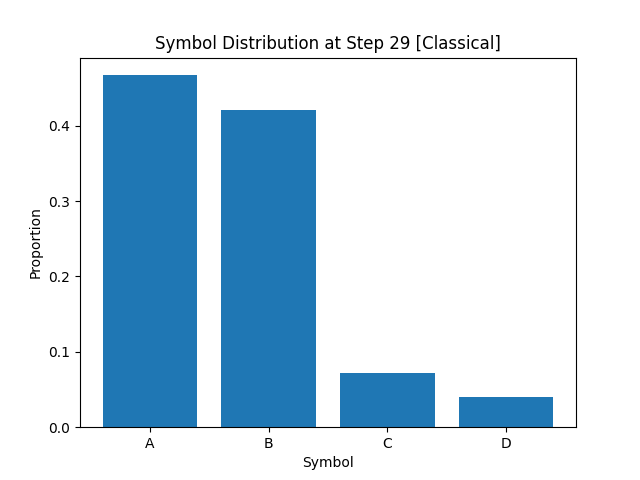 Symbol Distribution at Step 29 [Classical]
Proportion
0.4
0.3
0.2
0.1
0.0
A B C D
Symbol